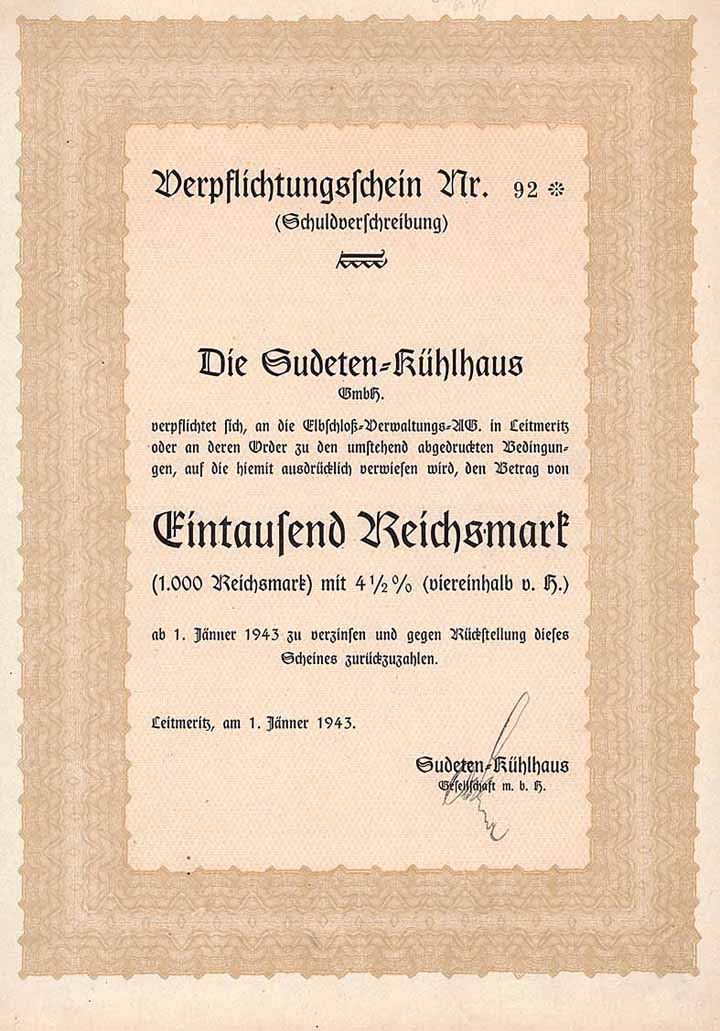 Verpflichtungsschein Nr. 92 *
(Schuldverschreibung)
Die Sudeten-Kühlhaus
GmbH.
verpflichtet sich, an die Elbschloß-Verwaltungs-AG. in Leitmeritz
oder an deren Order zu den umstehend abgedruckten Bedingun-
gen, auf die hiemit ausdrücklich verwiesen wird, den Betrag von
Eintausend Reichsmark
(1.000 Reichsmark) mit 4½% (viereinhalb v. H.)
ab 1. Jänner 1943 zu verzinsen und gegen Rückstellung dieses
Scheines zurückzuzahlen.
Leitmeritz, am 1. Jänner 1943.
Sudeten-Kühlhaus
Gesellschaft m. b. H.